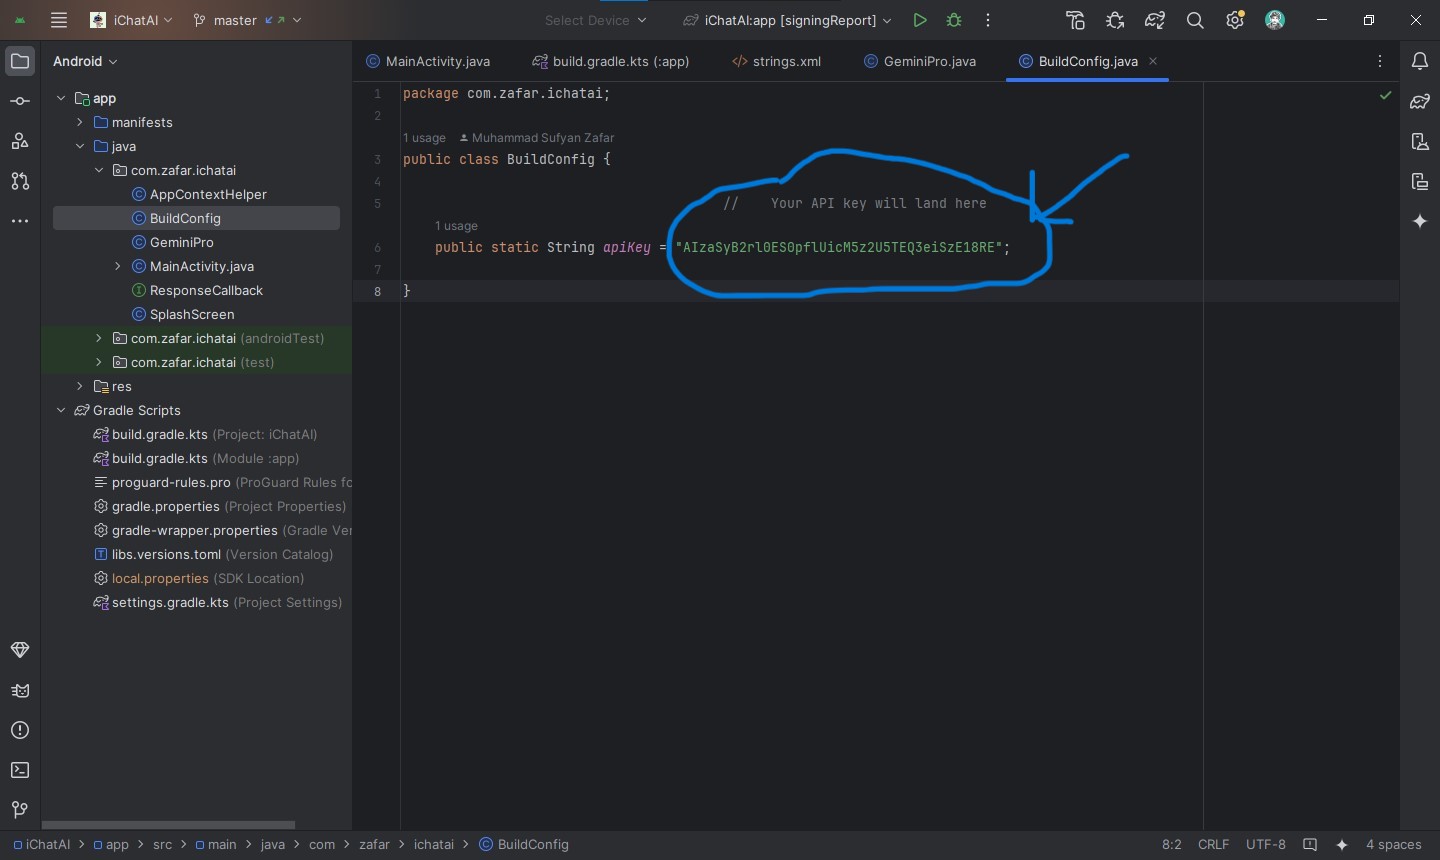 iChatAI
master
Select Device
iChatAI:app [signingReport]
Android
MainActivity.java
build.gradle.kts (:app)
strings.xml
GeminiPro.java
BuildConfig.java
app
manifests
java
com.zafar.ichatai
AppContextHelper
BuildConfig
GeminiPro
MainActivity.java
ResponseCallback
SplashScreen
com.zafar.ichatai (androidTest)
com.zafar.ichatai (test)
res
Gradle Scripts
build.gradle.kts (Project: iChatAI)
build.gradle.kts (Module :app)
proguard-rules.pro (ProGuard Rules fo
gradle.properties (Project Properties)
gradle-wrapper.properties (Gradle Ver
libs.versions.toml (Version Catalog)
local.properties (SDK Location)
settings.gradle.kts (Project Settings)
1 package com.zafar.ichatai;
2
1 usage Muhammad Sufyan Zafar
3 public class BuildConfig {
4
5 // Your API key will land here
1 usage
6 public static String apiKey = "AIzaSyB2rl0ES0pflUicM5z2U5TEQ3eiSzE18RE";
7
8 }
iChatAI > app > src > main > java > com > zafar > ichatai > BuildConfig
8:2 CRLF UTF-8 4 spaces